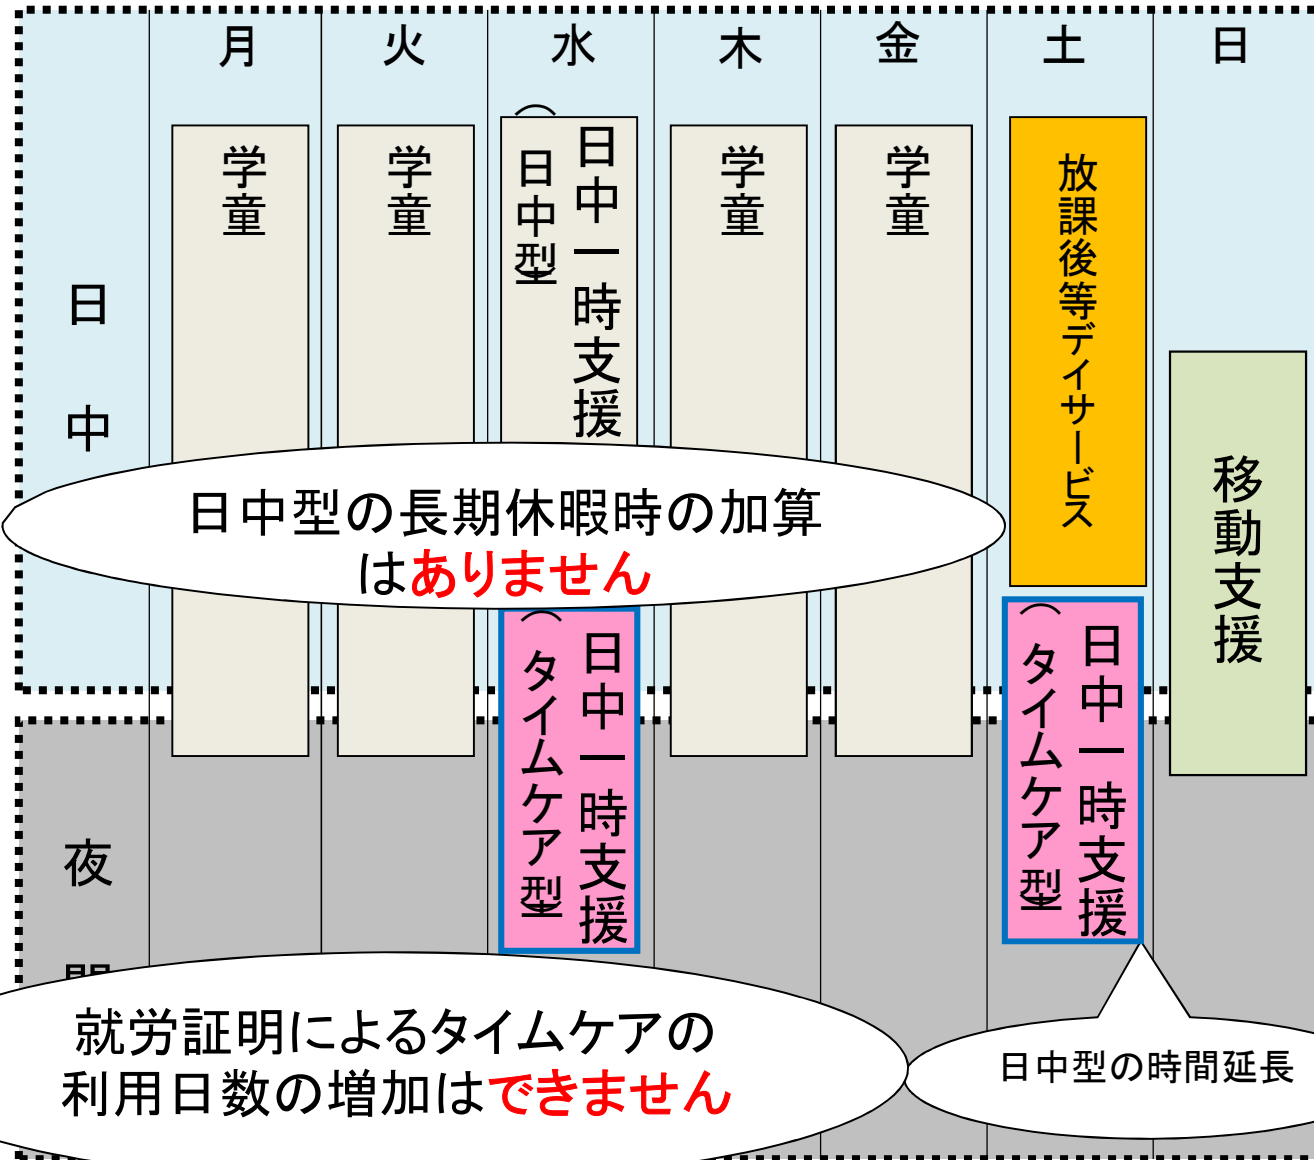 月 火 水 木 金 土 日
日中
学童
学童
日中一時支援
（日中型）
学童
学童
放課後等デイサービス
移動支援
日中型の長期休暇時の加算
はありません
日中一時支援
（タイムケア型）
日中一時支援
（タイムケア型）
夜
就労証明によるタイムケアの
利用日数の増加はできません
日中型の時間延長